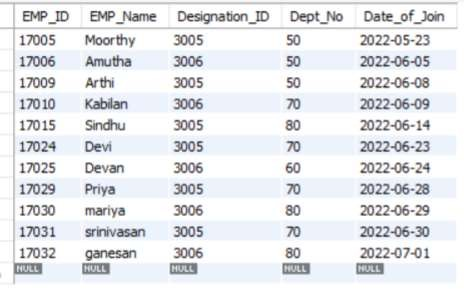 EMP_ID EMP_Name Designation_ID Dept_No Date_of_Join
17005 Moorthy 3005 50 2022-05-23
17006 Amutha 3006 50 2022-06-05
17009 Arthi 3005 50 2022-06-08
17010 Kabilan 3006 70 2022-06-09
17015 Sindhu 3005 80 2022-06-14
17024 Devi 3005 70 2022-06-23
17025 Devan 3006 60 2022-06-24
17029 Priya 3005 70 2022-06-28
17030 mariya 3006 80 2022-06-29
17031 srinivasan 3005 70 2022-06-30
17032 ganesan 3006 80 2022-07-01
NULL NULL NULL NULL NULL